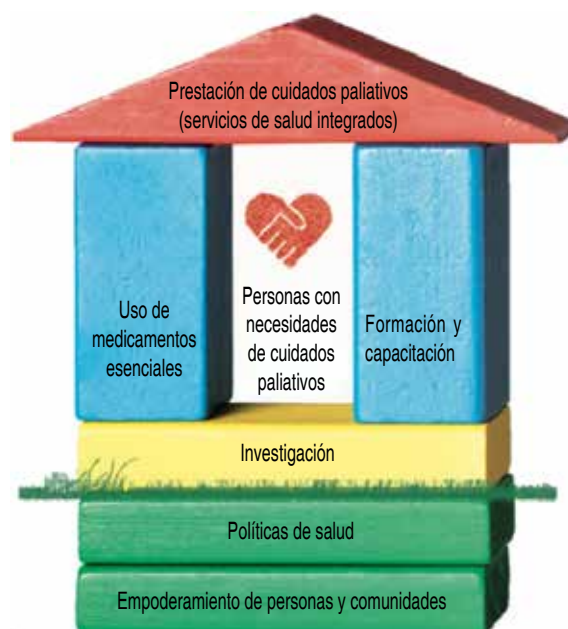 Prestación de cuidados paliativos
(servicios de salud integrados)
Uso de
medicamentos
esenciales
Personas con
necesidades
de cuidados
paliativos
Formación y
capacitación
Investigación
Políticas de salud
Empoderamiento de personas y comunidades